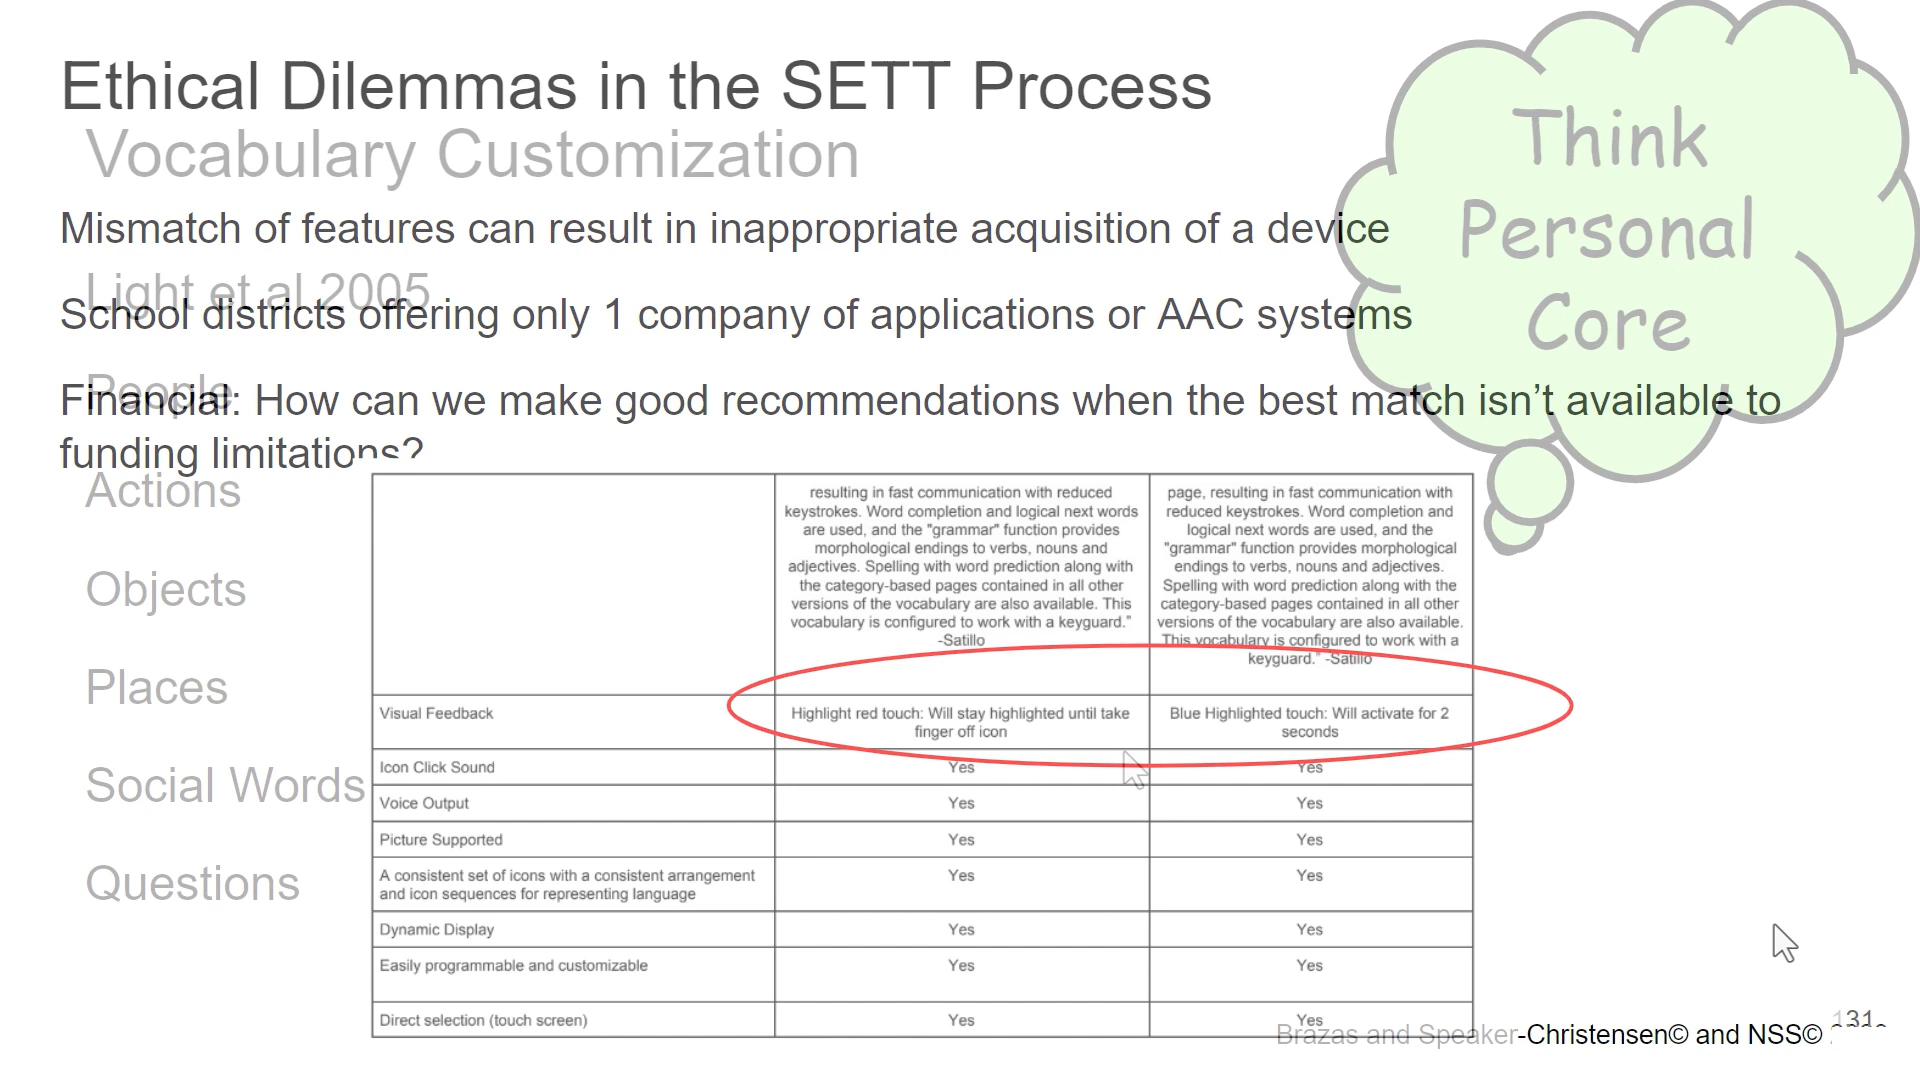 Ethical Dilemmas in the SETT Process
Vocabulary Customization
Mismatch of features can result in inappropriate acquisition of a device
Light et al 2005
School districts offering only 1 company of applications or AAC systems
People
Financial: How can we make good recommendations when the best match isn’t available to
funding limitations?
Actions
Objects
Places
Social Words
Questions
Think
Personal
Core
resulting in fast communication with reduced
keystrokes. Word completion and logical next words
are used, and the "grammar" function provides
morphological endings to verbs, nouns and
adjectives. Spelling with word prediction along with
the category-based pages contained in all other
versions of the vocabulary are also available. This
vocabulary is configured to work with a keyguard.”
-Satillo
page, resulting in fast communication with
reduced keystrokes. Word completion and
logical next words are used, and the
"grammar" function provides morphological
endings to verbs, nouns and adjectives.
Spelling with word prediction along with the
category-based pages contained in all other
versions of the vocabulary are also available.
This vocabulary is configured to work with a
keyguard.” -Satillo
Visual Feedback
Highlight red touch: Will stay highlighted until take
finger off icon
Blue Highlighted touch: Will activate for 2
seconds
Icon Click Sound Yes Yes
Voice Output Yes Yes
Picture Supported Yes Yes
A consistent set of icons with a consistent arrangement
and icon sequences for representing language
Yes Yes
Dynamic Display Yes Yes
Easily programmable and customizable Yes Yes
Direct selection (touch screen) Yes Yes
131
Brazas and Speaker-Christensen© and NSS©